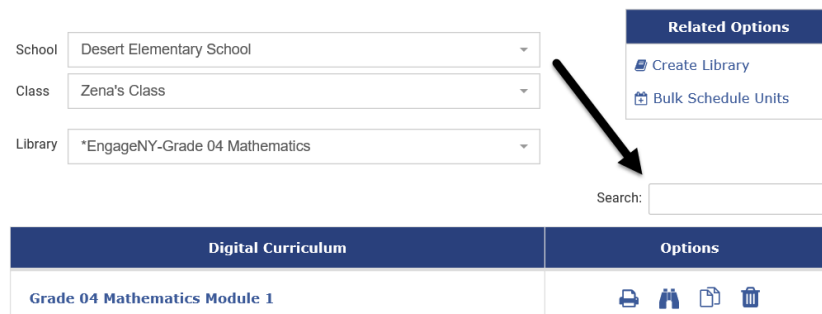 Related Options
School Desert Elementary School
Create Library
Class Zena's Class
Bulk Schedule Units
Library *EngageNY-Grade 04 Mathematics
Search:
Digital Curriculum Options
Grade 04 Mathematics Module 1